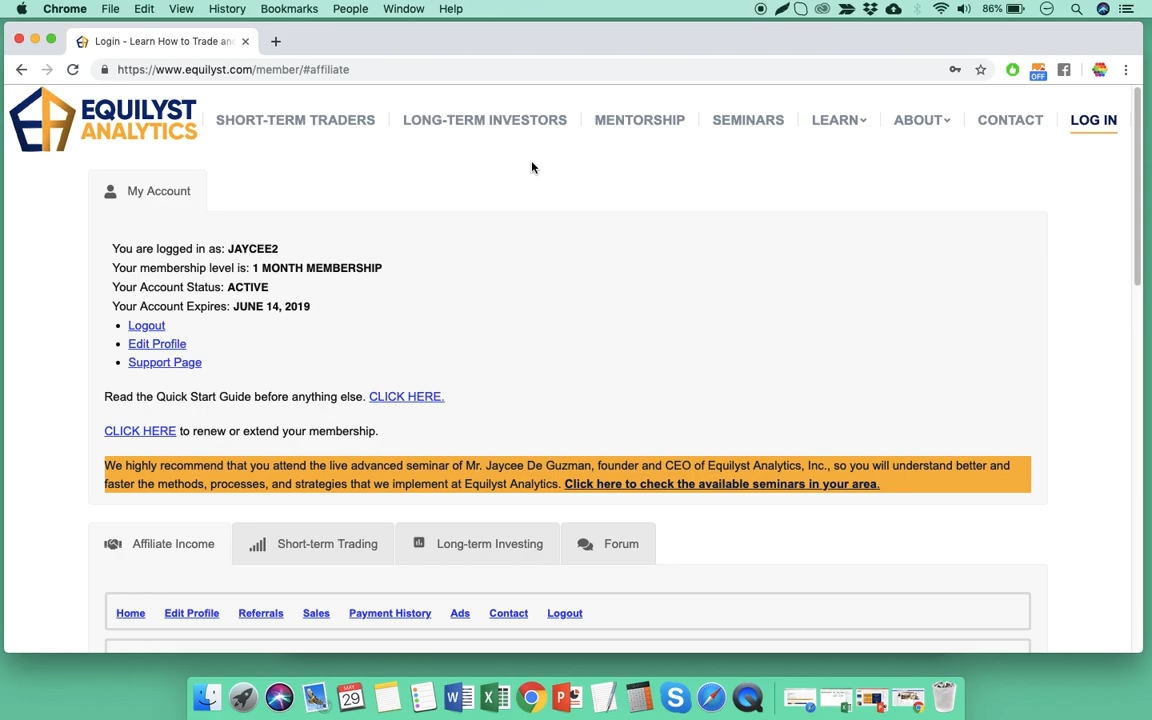 Chrome File Edit View History Bookmarks People Window Help 86%
Login - Learn How to Trade and
https://www.equilyst.com/member/#affiliate
OFF
EQUILYST
ANALYTICS
SHORT-TERM TRADERS LONG-TERM INVESTORS MENTORSHIP SEMINARS LEARN ABOUT CONTACT LOG IN
My Account
You are logged in as: JAYCEE2
Your membership level is: 1 MONTH MEMBERSHIP
Your Account Status: ACTIVE
Your Account Expires: JUNE 14, 2019
• Logout
• Edit Profile
• Support Page
Read the Quick Start Guide before anything else. CLICK HERE.
CLICK HERE to renew or extend your membership.
We highly recommend that you attend the live advanced seminar of Mr. Jaycee De Guzman, founder and CEO of Equilyst Analytics, Inc., so you will understand better and
faster the methods, processes, and strategies that we implement at Equilyst Analytics. Click here to check the available seminars in your area.
Affiliate Income Short-term Trading Long-term Investing Forum
Home Edit Profile Referrals Sales Payment History Ads Contact Logout
MAY
29